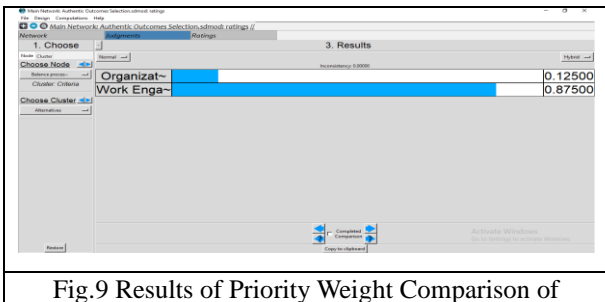 Main Network: Authentic Outcomes Selection.sdmod: ratings
File Design Computations Help
Main Network: Authentic Outcomes Selection.sdmod: ratings //
Network Judgments Ratings
1. Choose
3. Results
Node Cluster
Choose Node
Normal
Hybrid
Inconsistency: 0.00000
Cluster: Criteria
Organizat~ 0.12500
Work Enga~ 0.87500
Choose Cluster
Alternatives
Completed
Comparison
Restore
Copy to clipboard
Activate Windows
Go to Settings to activate Windows.
Fig.9 Results of Priority Weight Comparison of